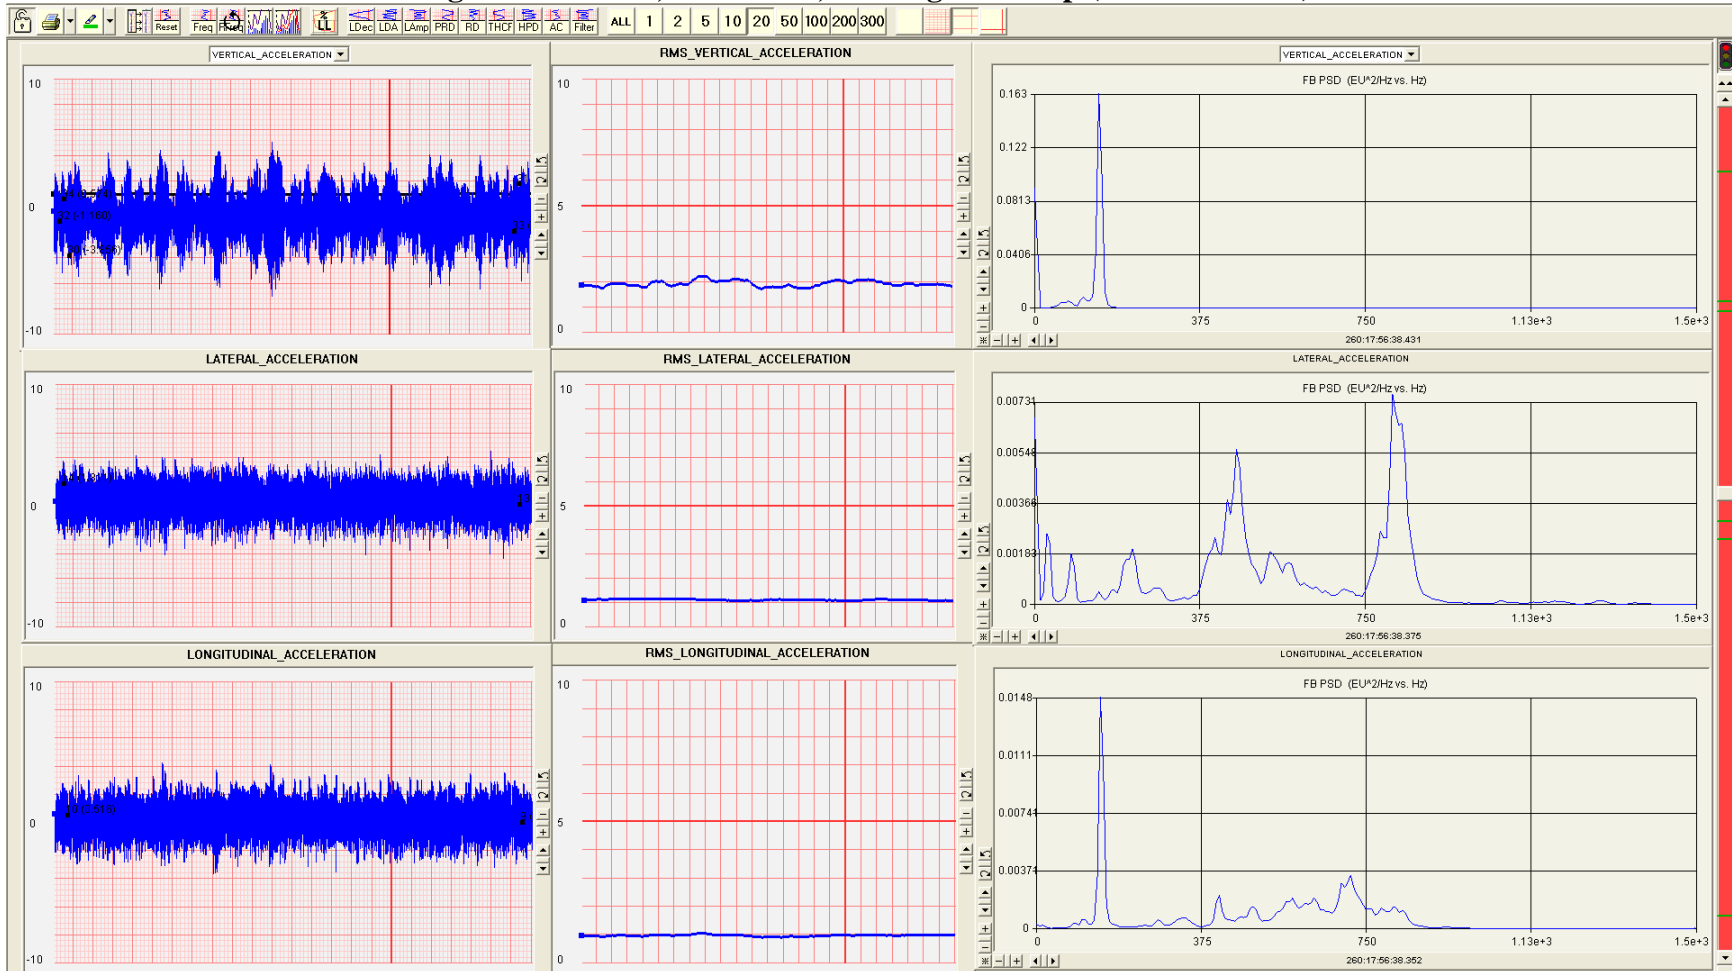 Reset Freq LDec LDA LAmp PRD RD THCF HPD AC Filter ALL 1 2 5 10 20 50 100 200 300
VERTICAL_ACCELERATION
10
0
-10
32 (-1.160)
RMS_VERTICAL_ACCELERATION
10
5
0
VERTICAL_ACCELERATION
FB PSD (EU^2/Hz vs. Hz)
0.163
0.122
0.0813
0.0406
0
0 375 750 1.13e+3 1.5e+3
260:17:56:38.431
LATERAL_ACCELERATION
10
0
-10
RMS_LATERAL_ACCELERATION
10
5
0
LATERAL_ACCELERATION
FB PSD (EU^2/Hz vs. Hz)
0.00731
0.00548
0.00366
0.00183
0
0 375 750 1.13e+3 1.5e+3
260:17:56:38.375
LONGITUDINAL_ACCELERATION
10
0
-10
RMS_LONGITUDINAL_ACCELERATION
10
5
0
LONGITUDINAL_ACCELERATION
FB PSD (EU^2/Hz vs. Hz)
0.0148
0.0111
0.00744
0.00374
0
0 375 750 1.13e+3 1.5e+3
260:17:56:38.352